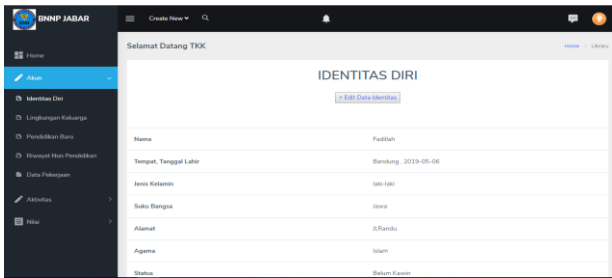 BNNP JABAR
Create New
Home
Akun
Identitas Diri
Lingkungan Keluarga
Pendidikan Baru
Riwayat Non Pendidikan
Data Pekerjaan
Aktivitas
Nilai
Selamat Datang TKK
Home > Library
IDENTITAS DIRI
+ Edit Data Identitas
Nama Fadillah
Tempat, Tanggal Lahir Bandung , 2019-05-06
Jenis Kelamin laki-laki
Suku Bangsa Jawa
Alamat Jl.Randu
Agama Islam
Status Belum Kawin